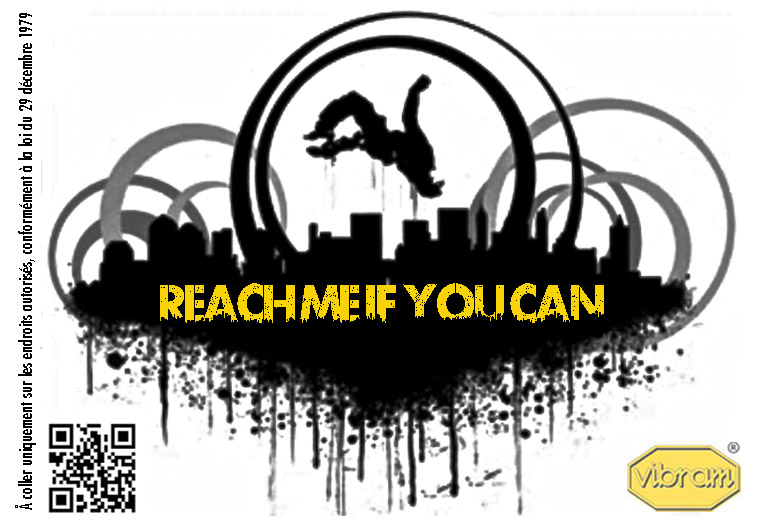 À coller uniquement sur les endroits autorisés, conformément à la loi du 29 décembre 1979
REACH ME IF YOU CAN
vibram®